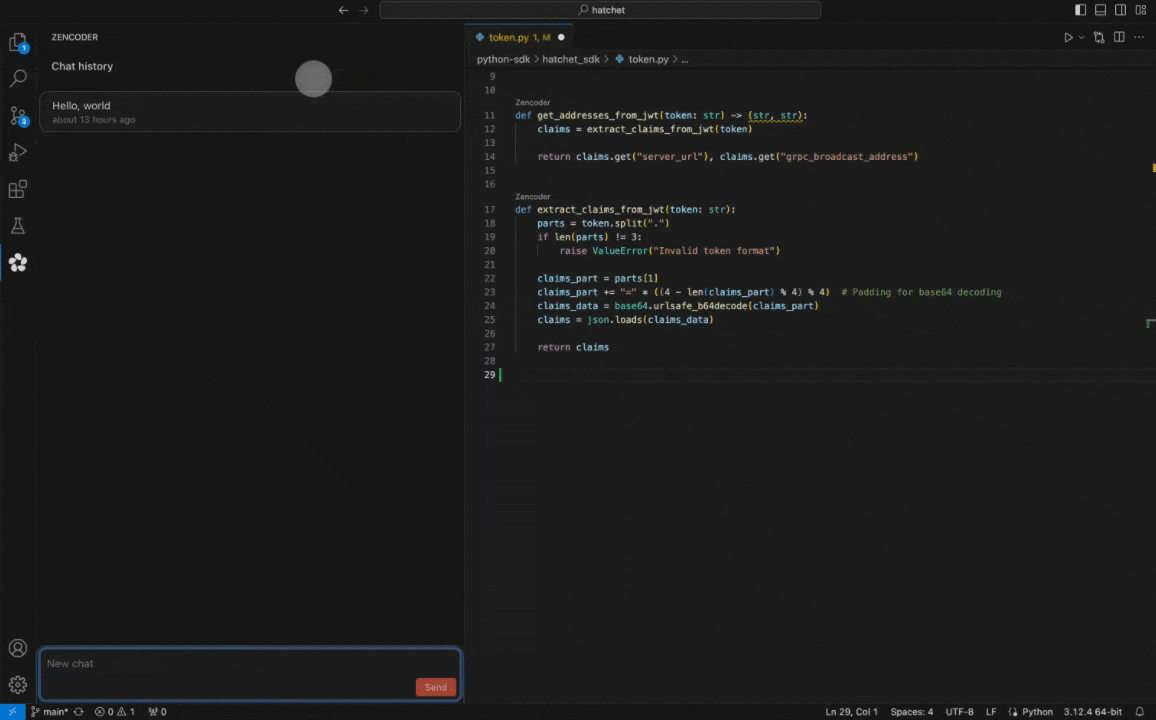 hatchet
ZENCODER
Chat history
Hello, world
about 13 hours ago
New chat
Send
token.py 1, M
python-sdk > hatchet_sdk > token.py > ...
9
10
Zencoder
11 def get_addresses_from_jwt(token: str) -> (str, str):
12     claims = extract_claims_from_jwt(token)
13
14     return claims.get("server_url"), claims.get("grpc_broadcast_address")
15
16
Zencoder
17 def extract_claims_from_jwt(token: str):
18     parts = token.split(".")
19     if len(parts) != 3:
20         raise ValueError("Invalid token format")
21
22     claims_part = parts[1]
23     claims_part += "=" * ((4 - len(claims_part) % 4) % 4)  # Padding for base64 decoding
24     claims_data = base64.urlsafe_b64decode(claims_part)
25     claims = json.loads(claims_data)
26
27     return claims
28
29
1
3
main* 0 1 0
Ln 29, Col 1 Spaces: 4 UTF-8 LF Python 3.12.4 64-bit